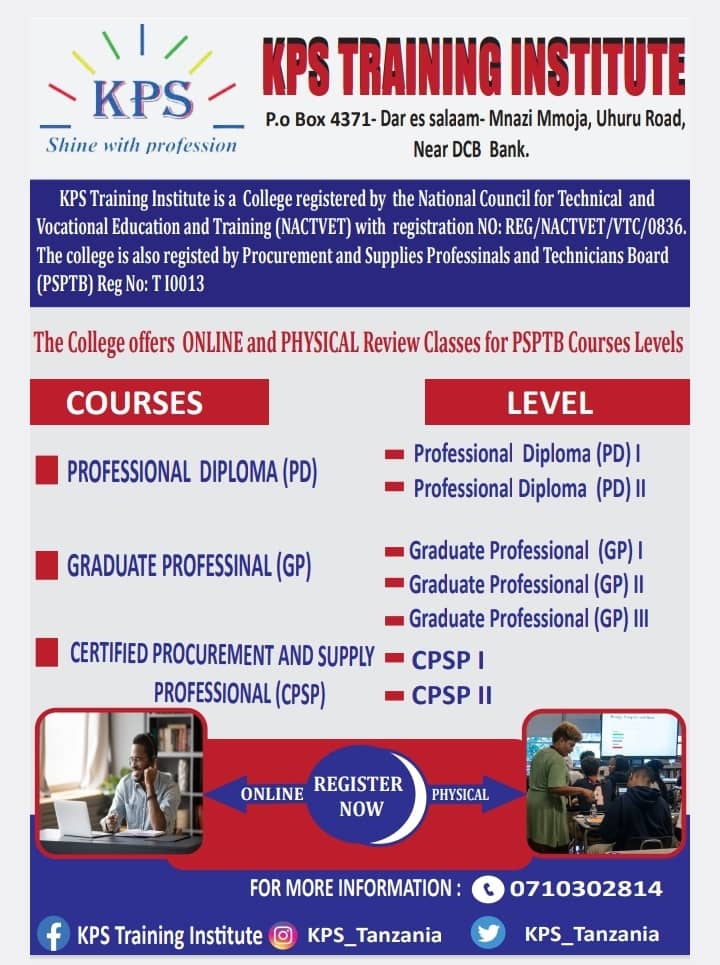 KPS
Shine with profession
KPS TRAINING INSTITUTE
P.o Box 4371- Dar es salaam- Mnazi Mmoja, Uhuru Road,
Near DCB Bank.
KPS Training Institute is a College registered by the National Council for Technical and
Vocational Education and Training (NACTVET) with registration NO: REG/NACTVET/VTC/0836.
The college is also registed by Procurement and Supplies Professinals and Technicians Board
(PSPTB) Reg No: T I0013
The College offers ONLINE and PHYSICAL Review Classes for PSPTB Courses Levels
COURSES
LEVEL
PROFESSIONAL DIPLOMA (PD)
Professional Diploma (PD) I
Professional Diploma (PD) II
GRADUATE PROFESSINAL (GP)
Graduate Professional (GP) I
Graduate Professional (GP) II
Graduate Professional (GP) III
CERTIFIED PROCUREMENT AND SUPPLY
PROFESSIONAL (CPSP)
CPSP I
CPSP II
ONLINE
REGISTER
NOW
PHYSICAL
FOR MORE INFORMATION : 0710302814
KPS Training Institute KPS_Tanzania KPS_Tanzania